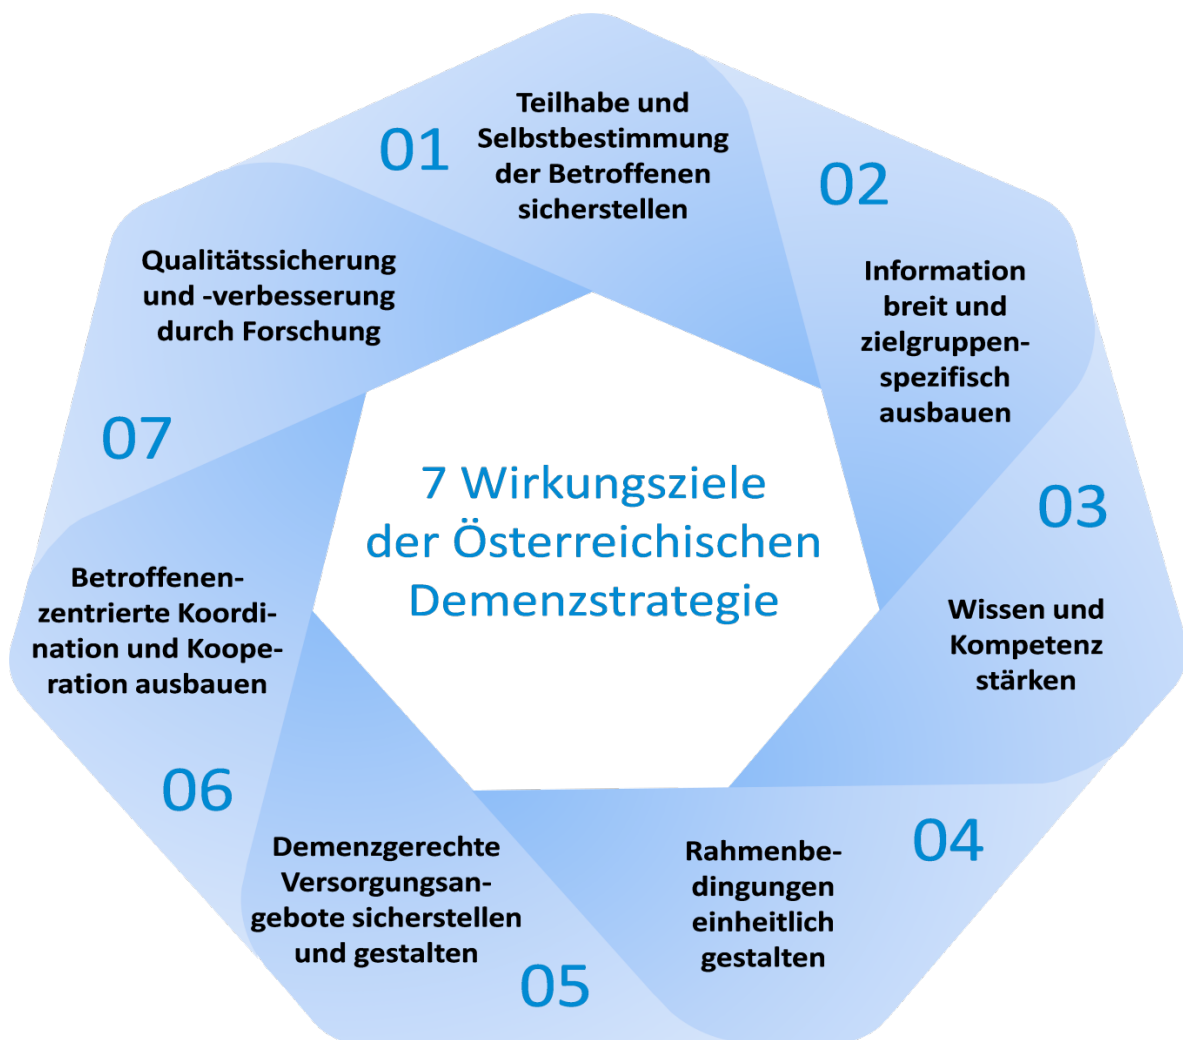 7 Wirkungsziele
der Österreichischen
Demenzstrategie
01
Teilhabe und
Selbstbestimmung
der Betroffenen
sicherstellen
02
Information
breit und
zielgruppen-
spezifisch
ausbauen
03
Wissen und
Kompetenz
stärken
04
Rahmenbe-
dingungen
einheitlich
gestalten
05
Demenzgerechte
Versorgungsan-
gebote sicherstellen
und gestalten
06
Betroffenen-
zentrierte Koordi-
nation und Koope-
ration ausbauen
07
Qualitätssicherung
und -verbesserung
durch Forschung